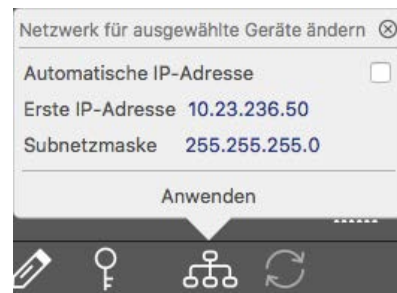 Netzwerk für ausgewählte Geräte ändern
Automatische IP-Adresse
Erste IP-Adresse 10.23.236.50
Subnetzmaske 255.255.255.0
Anwenden